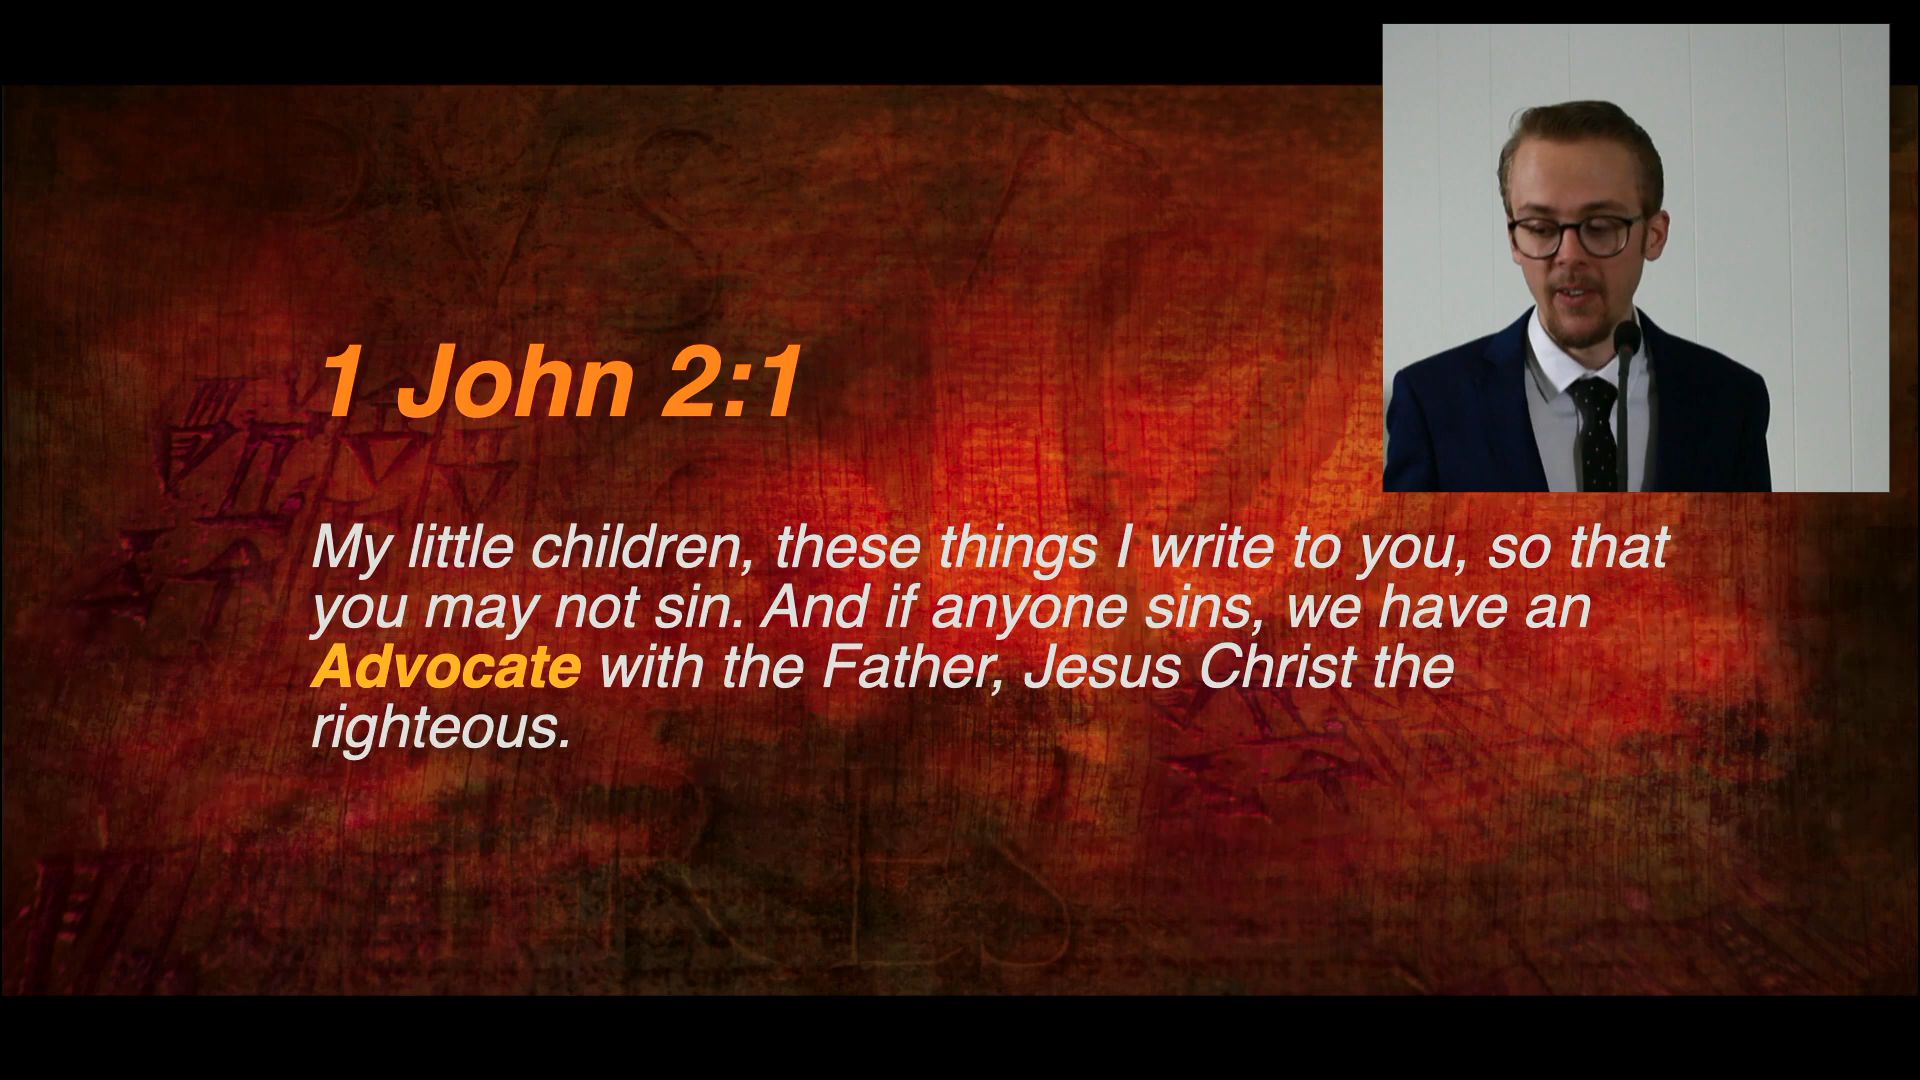 1 John 2:1
My little children, these things I write to you, so that
you may not sin. And if anyone sins, we have an
Advocate with the Father, Jesus Christ the
righteous.